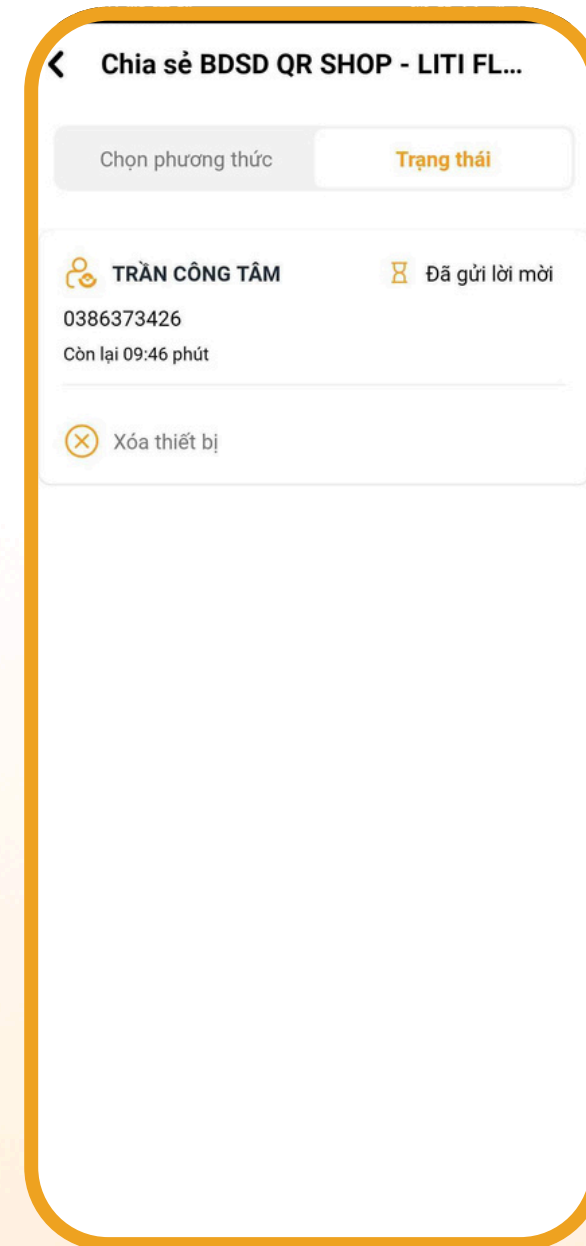 Chia sẻ BDSD QR SHOP - LITI FL...
Chọn phương thức
Trạng thái
TRẦN CÔNG TÂM
Đã gửi lời mời
0386373426
Còn lại 09:46 phút
Xóa thiết bị